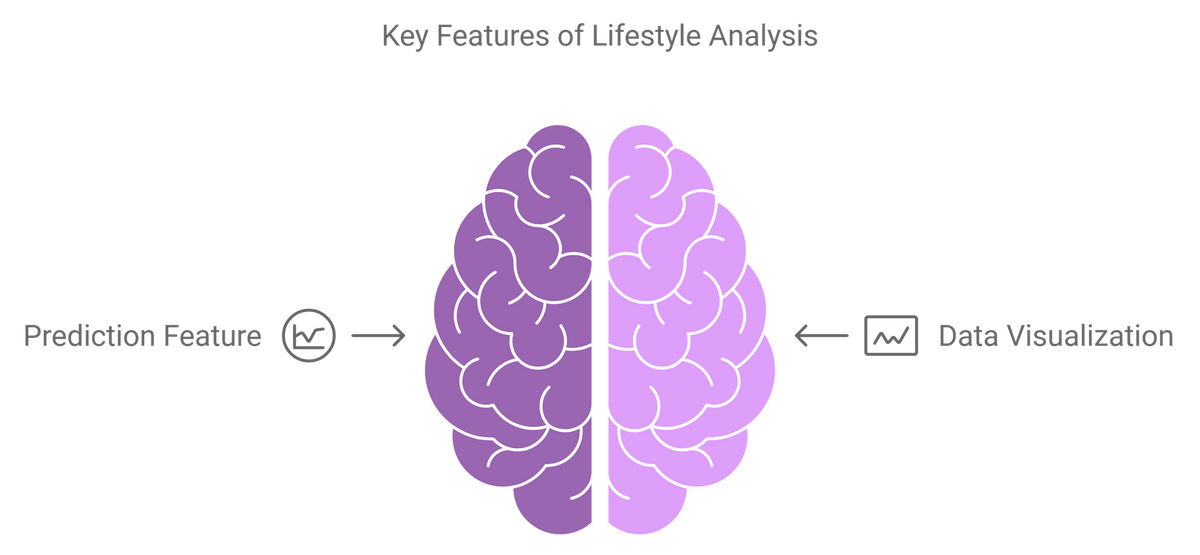 Key Features of Lifestyle Analysis
Prediction Feature
Data Visualization